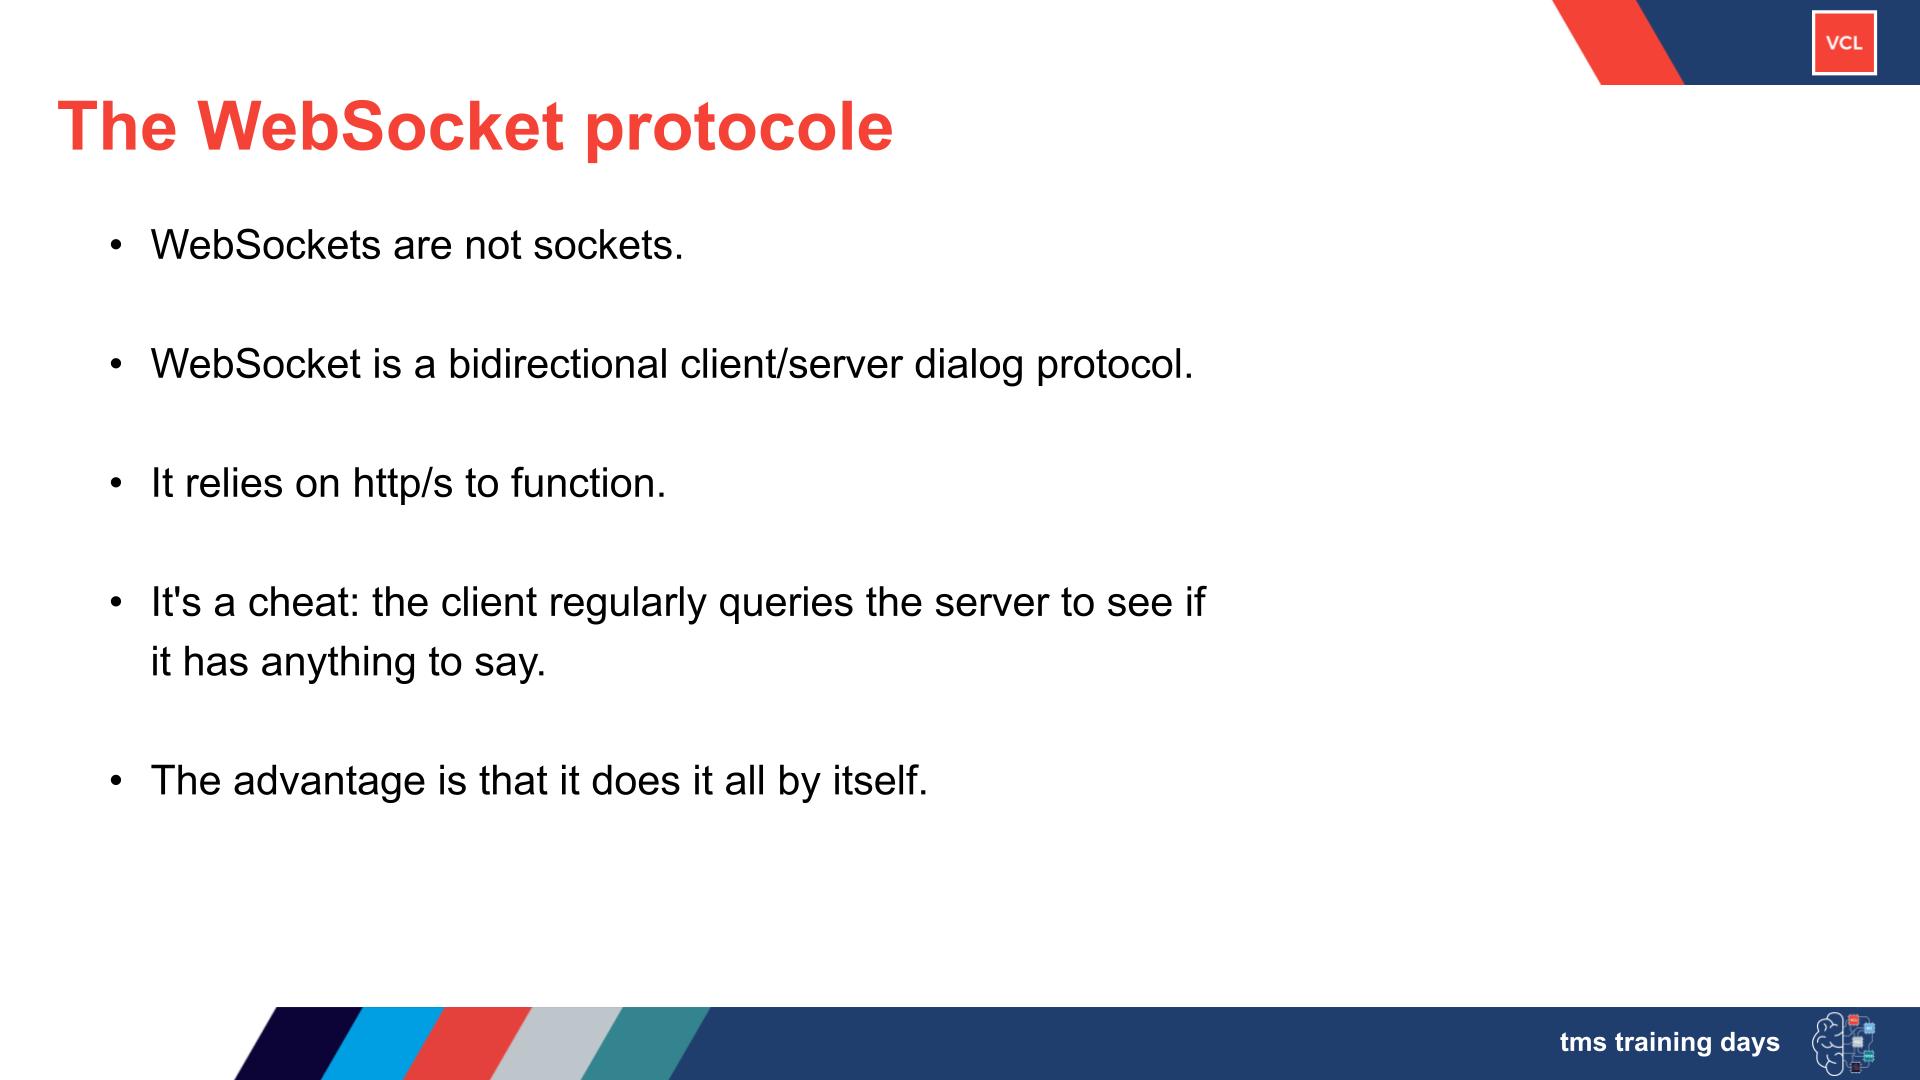 VCL
The WebSocket protocole
• WebSockets are not sockets.
• WebSocket is a bidirectional client/server dialog protocol.
• It relies on http/s to function.
• It's a cheat: the client regularly queries the server to see if
it has anything to say.
• The advantage is that it does it all by itself.
tms training days